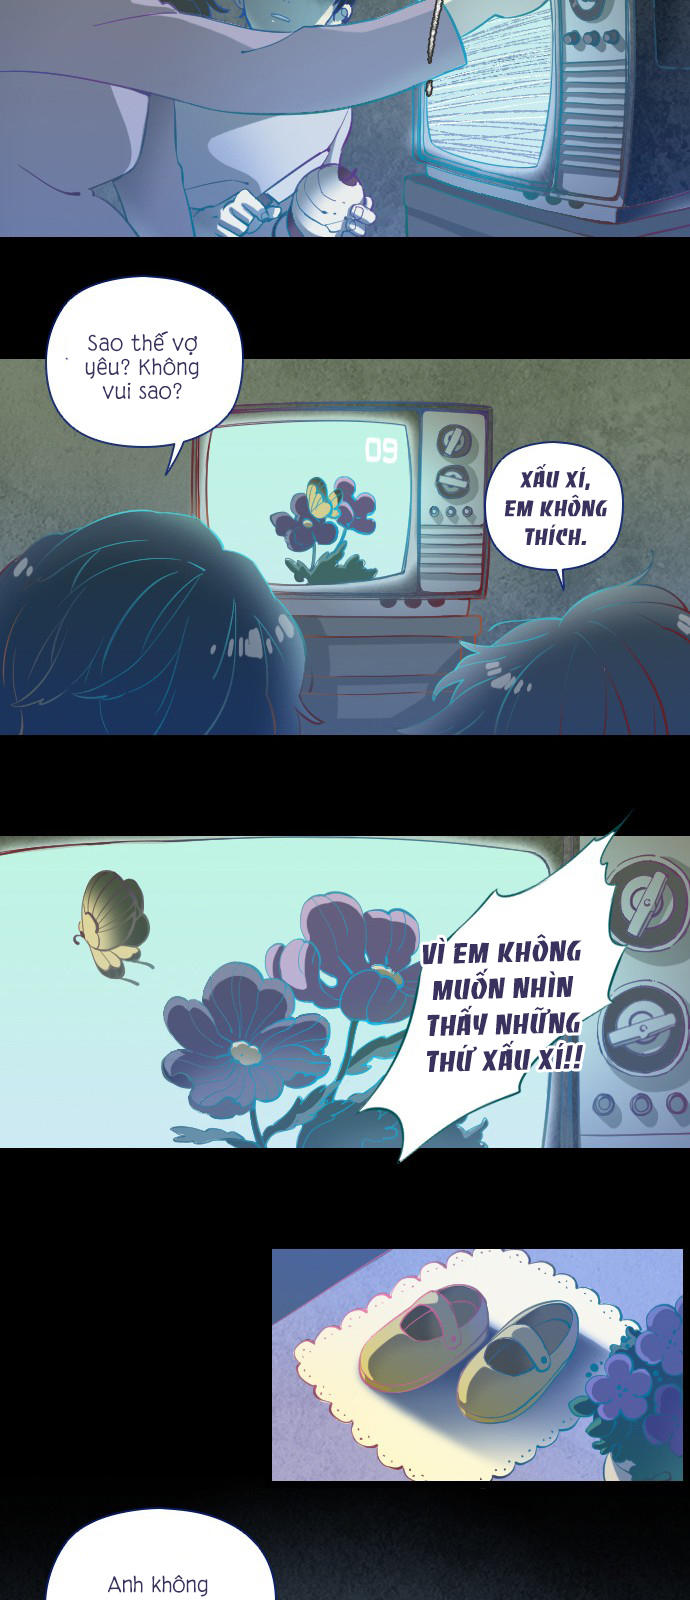 Sao thế vợ
yêu? Không
vui sao?
09
XẤU XÍ,
EM KHÔNG
THÍCH.
VÌ EM KHÔNG
MUỐN NHÌN
THẤY NHỮNG
THỨ XẤU XÍ!!
Anh không